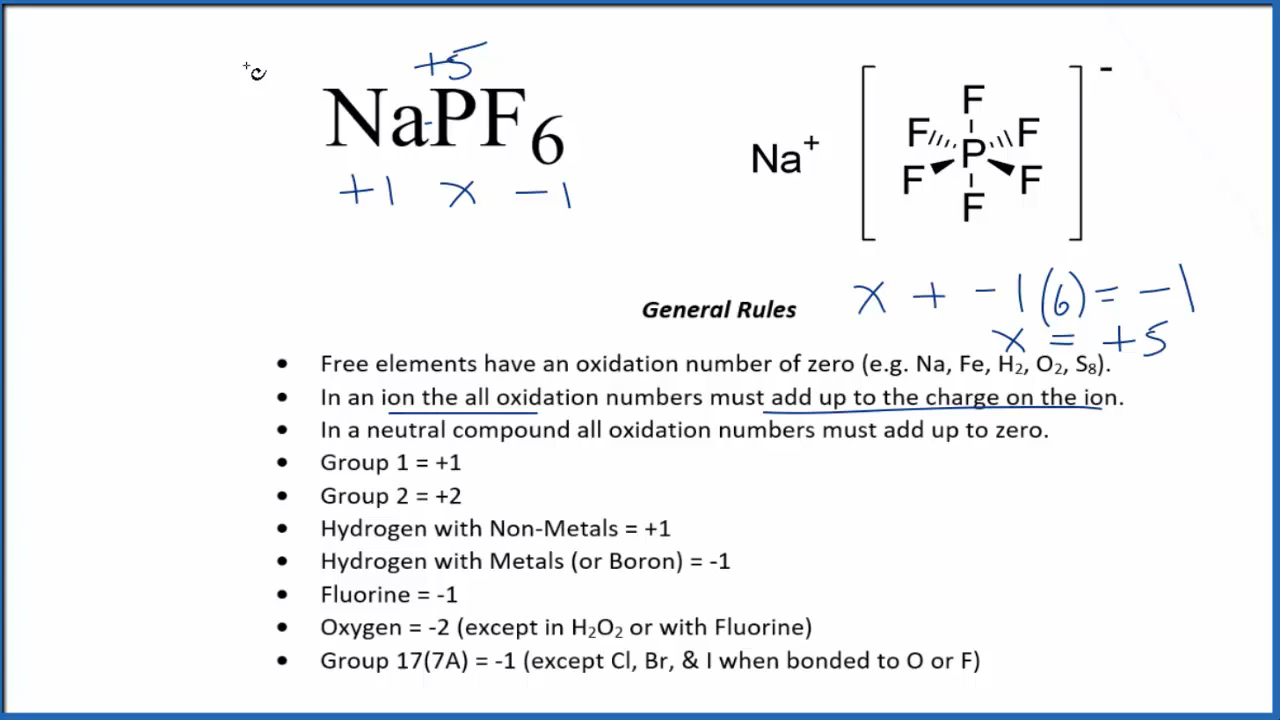 +5
NaPF6
+1 x -1
Na+ [ F F F P F F F ] -
x + -1(6) = -1
x = +5
General Rules
• Free elements have an oxidation number of zero (e.g. Na, Fe, H2, O2, S8).
• In an ion the all oxidation numbers must add up to the charge on the ion.
• In a neutral compound all oxidation numbers must add up to zero.
• Group 1 = +1
• Group 2 = +2
• Hydrogen with Non-Metals = +1
• Hydrogen with Metals (or Boron) = -1
• Fluorine = -1
• Oxygen = -2 (except in H2O2 or with Fluorine)
• Group 17(7A) = -1 (except Cl, Br, & I when bonded to O or F)